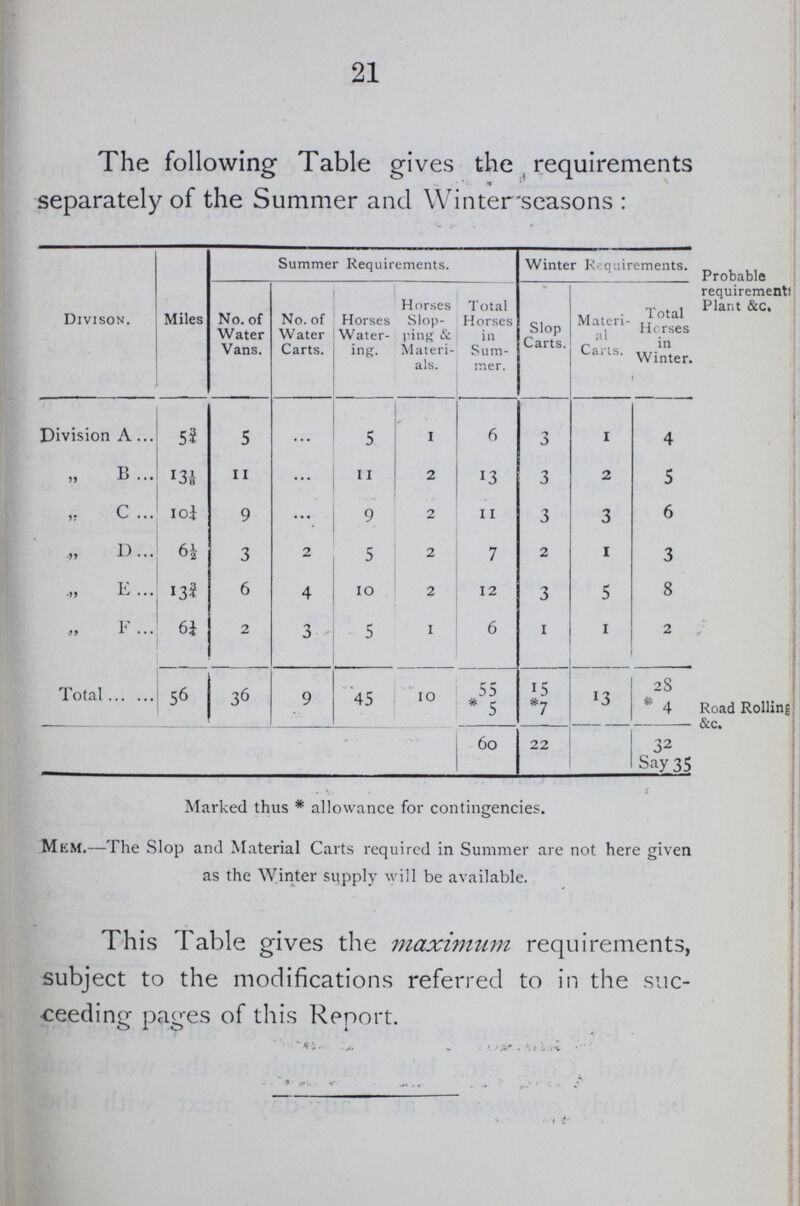 21
The following Table gives the requirements
separately of the Summer and Winter seasons :
Summer Requirements. Winter Requirements.
Probable
requirements
Plant &c.
Divison. Miles No. of Water Vans. No. of Water Carts. Horses Water-ing. Horses Slop-ping & Materi-als. Total Horses in Sum-mer. Slop Carts. Materi-al Carts. Total Horses in Winter.
Division A ... 5¾ 5 ... 5 1 6 3 1 4
„ B ... 13⅛ 11 ... 11 2 13 3 2 5
„ C ... 10¼ 9 ... 9 2 11 3 3 6
„ D ... 6½ 3 2 5 2 7 2 1 3
„ E ... 13¾ 6 4 10 2 12 3 5 8
„ F ... 6¼ 2 3 5 1 6 1 1 2
Total ... ... 56 36 9 45 10 55 15 13 28
* 5 *7 * 4
Road Rolling
&c.
60 22 32
Say 35
Marked thus * allowance for contingencies.
Mem.—The Slop and Material Carts required in Summer are not here given
as the Winter supply will be available.
This Table gives the maximum requirements,
subject to the modifications referred to in the suc-
ceeding pages of this Report.